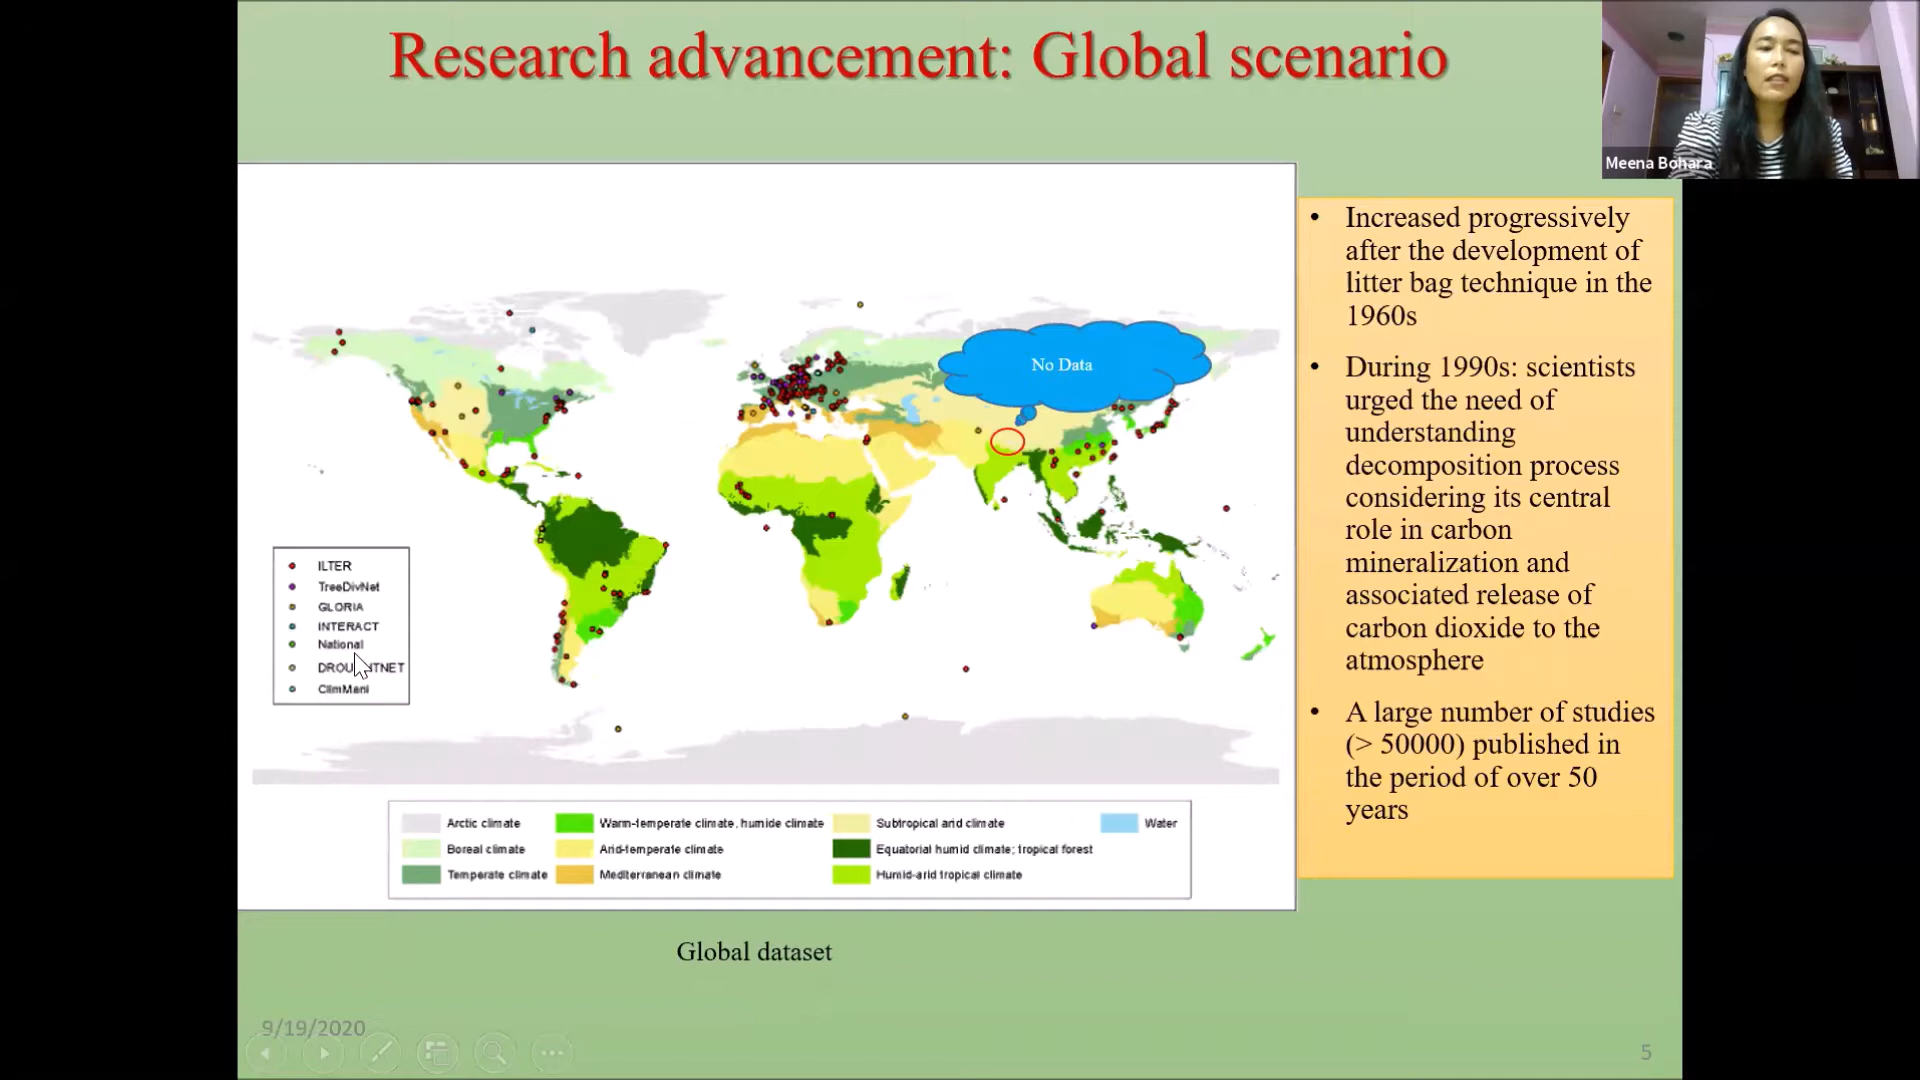 Research advancement: Global scenario
Meena Bohara
• Increased progressively
after the development of
litter bag technique in the
1960s
• During 1990s: scientists
urged the need of
understanding
decomposition process
considering its central
role in carbon
mineralization and
associated release of
carbon dioxide to the
atmosphere
• A large number of studies
(> 50000) published in
the period of over 50
years
No Data
ILTER
TreeDivNet
GLORIA
INTERACT
National
ClimMani
Arctic climate
Boreal climate
Temperate climate
Warm-temperate climate, humide climate
Arid-temperate climate
Mediterranean climate
Subtropical arid climate
Equatorial humid climate; tropical forest
Humid-arid tropical climate
Water
Global dataset
9/19/2020
5